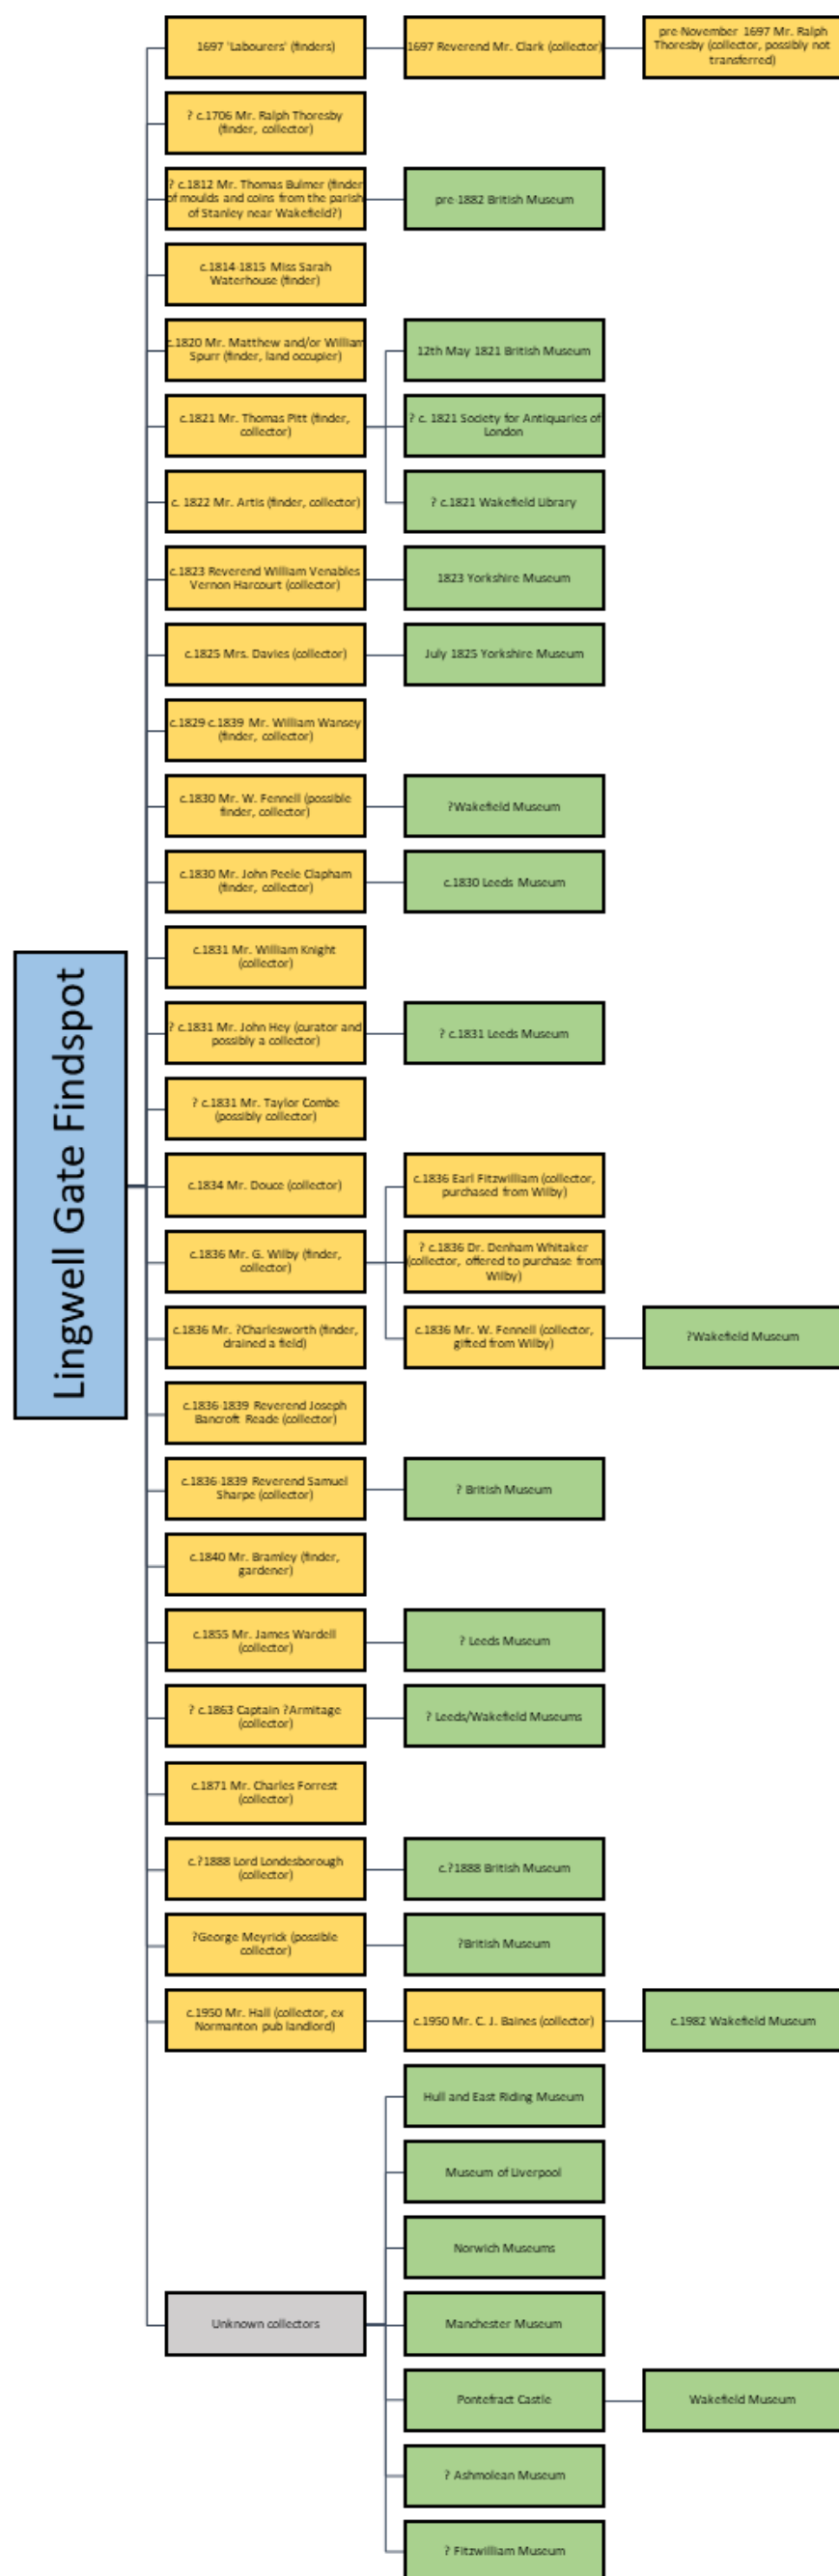 Lingwell Gate Findspot
1697 'Labourers' (finders)
1697 Reverend Mr. Clark (collector)
pre-November 1697 Mr. Ralph
Thoresby (collector, possibly not
transferred)
? c.1706 Mr. Ralph Thoresby
(finder, collector)
? c.1812 Mr. Thomas Bulmer (finder
of moulds and coins from the parish
of Stanley near Wakefield?)
pre-1882 British Museum
c.1814-1815 Miss Sarah
Waterhouse (finder)
c.1820 Mr. Matthew and/or William
Spurr (finder, land occupier)
c.1821 Mr. Thomas Pitt (finder,
collector)
12th May 1821 British Museum
? c. 1821 Society for Antiquaries of
London
? c.1821 Wakefield Library
c. 1822 Mr. Artis (finder, collector)
c.1823 Reverend William Venables
Vernon Harcourt (collector)
1823 Yorkshire Museum
c.1825 Mrs. Davies (collector)
July 1825 Yorkshire Museum
c.1829-c.1839 Mr. William Wansey
(finder, collector)
c.1830 Mr. W. Fennell (possible
finder, collector)
?Wakefield Museum
c.1830 Mr. John Peele Clapham
(finder, collector)
c.1830 Leeds Museum
c.1831 Mr. William Knight
(collector)
? c.1831 Mr. John Hey (curator and
possibly a collector)
? c.1831 Leeds Museum
? c.1831 Mr. Taylor Combe
(possibly collector)
c.1834 Mr. Douce (collector)
c.1836 Mr. G. Wilby (finder,
collector)
c.1836 Earl Fitzwilliam (collector,
purchased from Wilby)
? c.1836 Dr. Denham Whitaker
(collector, offered to purchase from
Wilby)
c.1836 Mr. W. Fennell (collector,
gifted from Wilby)
?Wakefield Museum
c.1836 Mr. ?Charlesworth (finder,
drained a field)
c.1836-1839 Reverend Joseph
Bancroft Reade (collector)
c.1836-1839 Reverend Samuel
Sharpe (collector)
? British Museum
c.1840 Mr. Bramley (finder,
gardener)
c.1855 Mr. James Wardell
(collector)
? Leeds Museum
? c.1863 Captain ?Armitage
(collector)
? Leeds/Wakefield Museums
c.1871 Mr. Charles Forrest
(collector)
c.?1888 Lord Londesborough
(collector)
c.?1888 British Museum
?George Meyrick (possible
collector)
?British Museum
c.1950 Mr. Hall (collector, ex
Normanton pub landlord)
c.1950 Mr. C. J. Baines (collector)
c.1982 Wakefield Museum
Unknown collectors
Hull and East Riding Museum
Museum of Liverpool
Norwich Museums
Manchester Museum
Pontefract Castle
Wakefield Museum
? Ashmolean Museum
? Fitzwilliam Museum